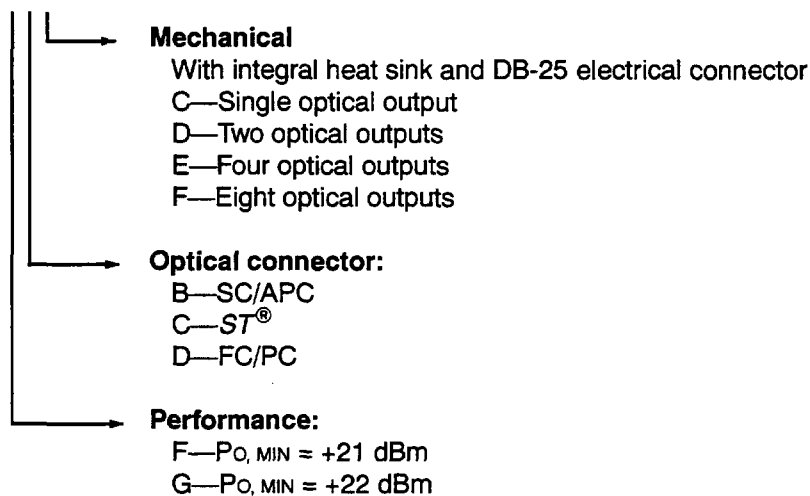 Mechanical
With integral heat sink and DB-25 electrical connector
C—Single optical output
D—Two optical outputs
E—Four optical outputs
F—Eight optical outputs
Optical connector:
B—SC/APC
C—ST®
D—FC/PC
Performance:
F—PO, MIN = +21 dBm
G—PO, MIN = +22 dBm